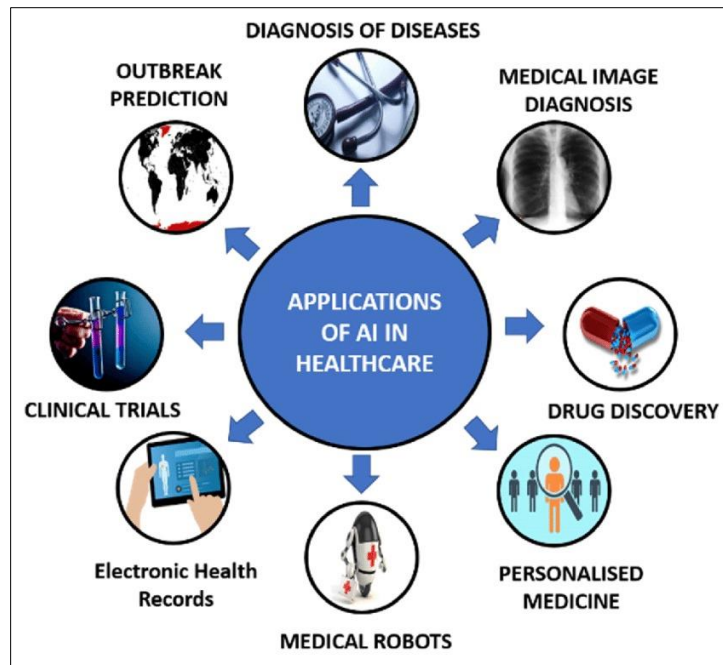 DIAGNOSIS OF DISEASES
OUTBREAK
PREDICTION
MEDICAL IMAGE
DIAGNOSIS
APPLICATIONS
OF AI IN
HEALTHCARE
CLINICAL TRIALS
DRUG DISCOVERY
Electronic Health
Records
PERSONALISED
MEDICINE
MEDICAL ROBOTS